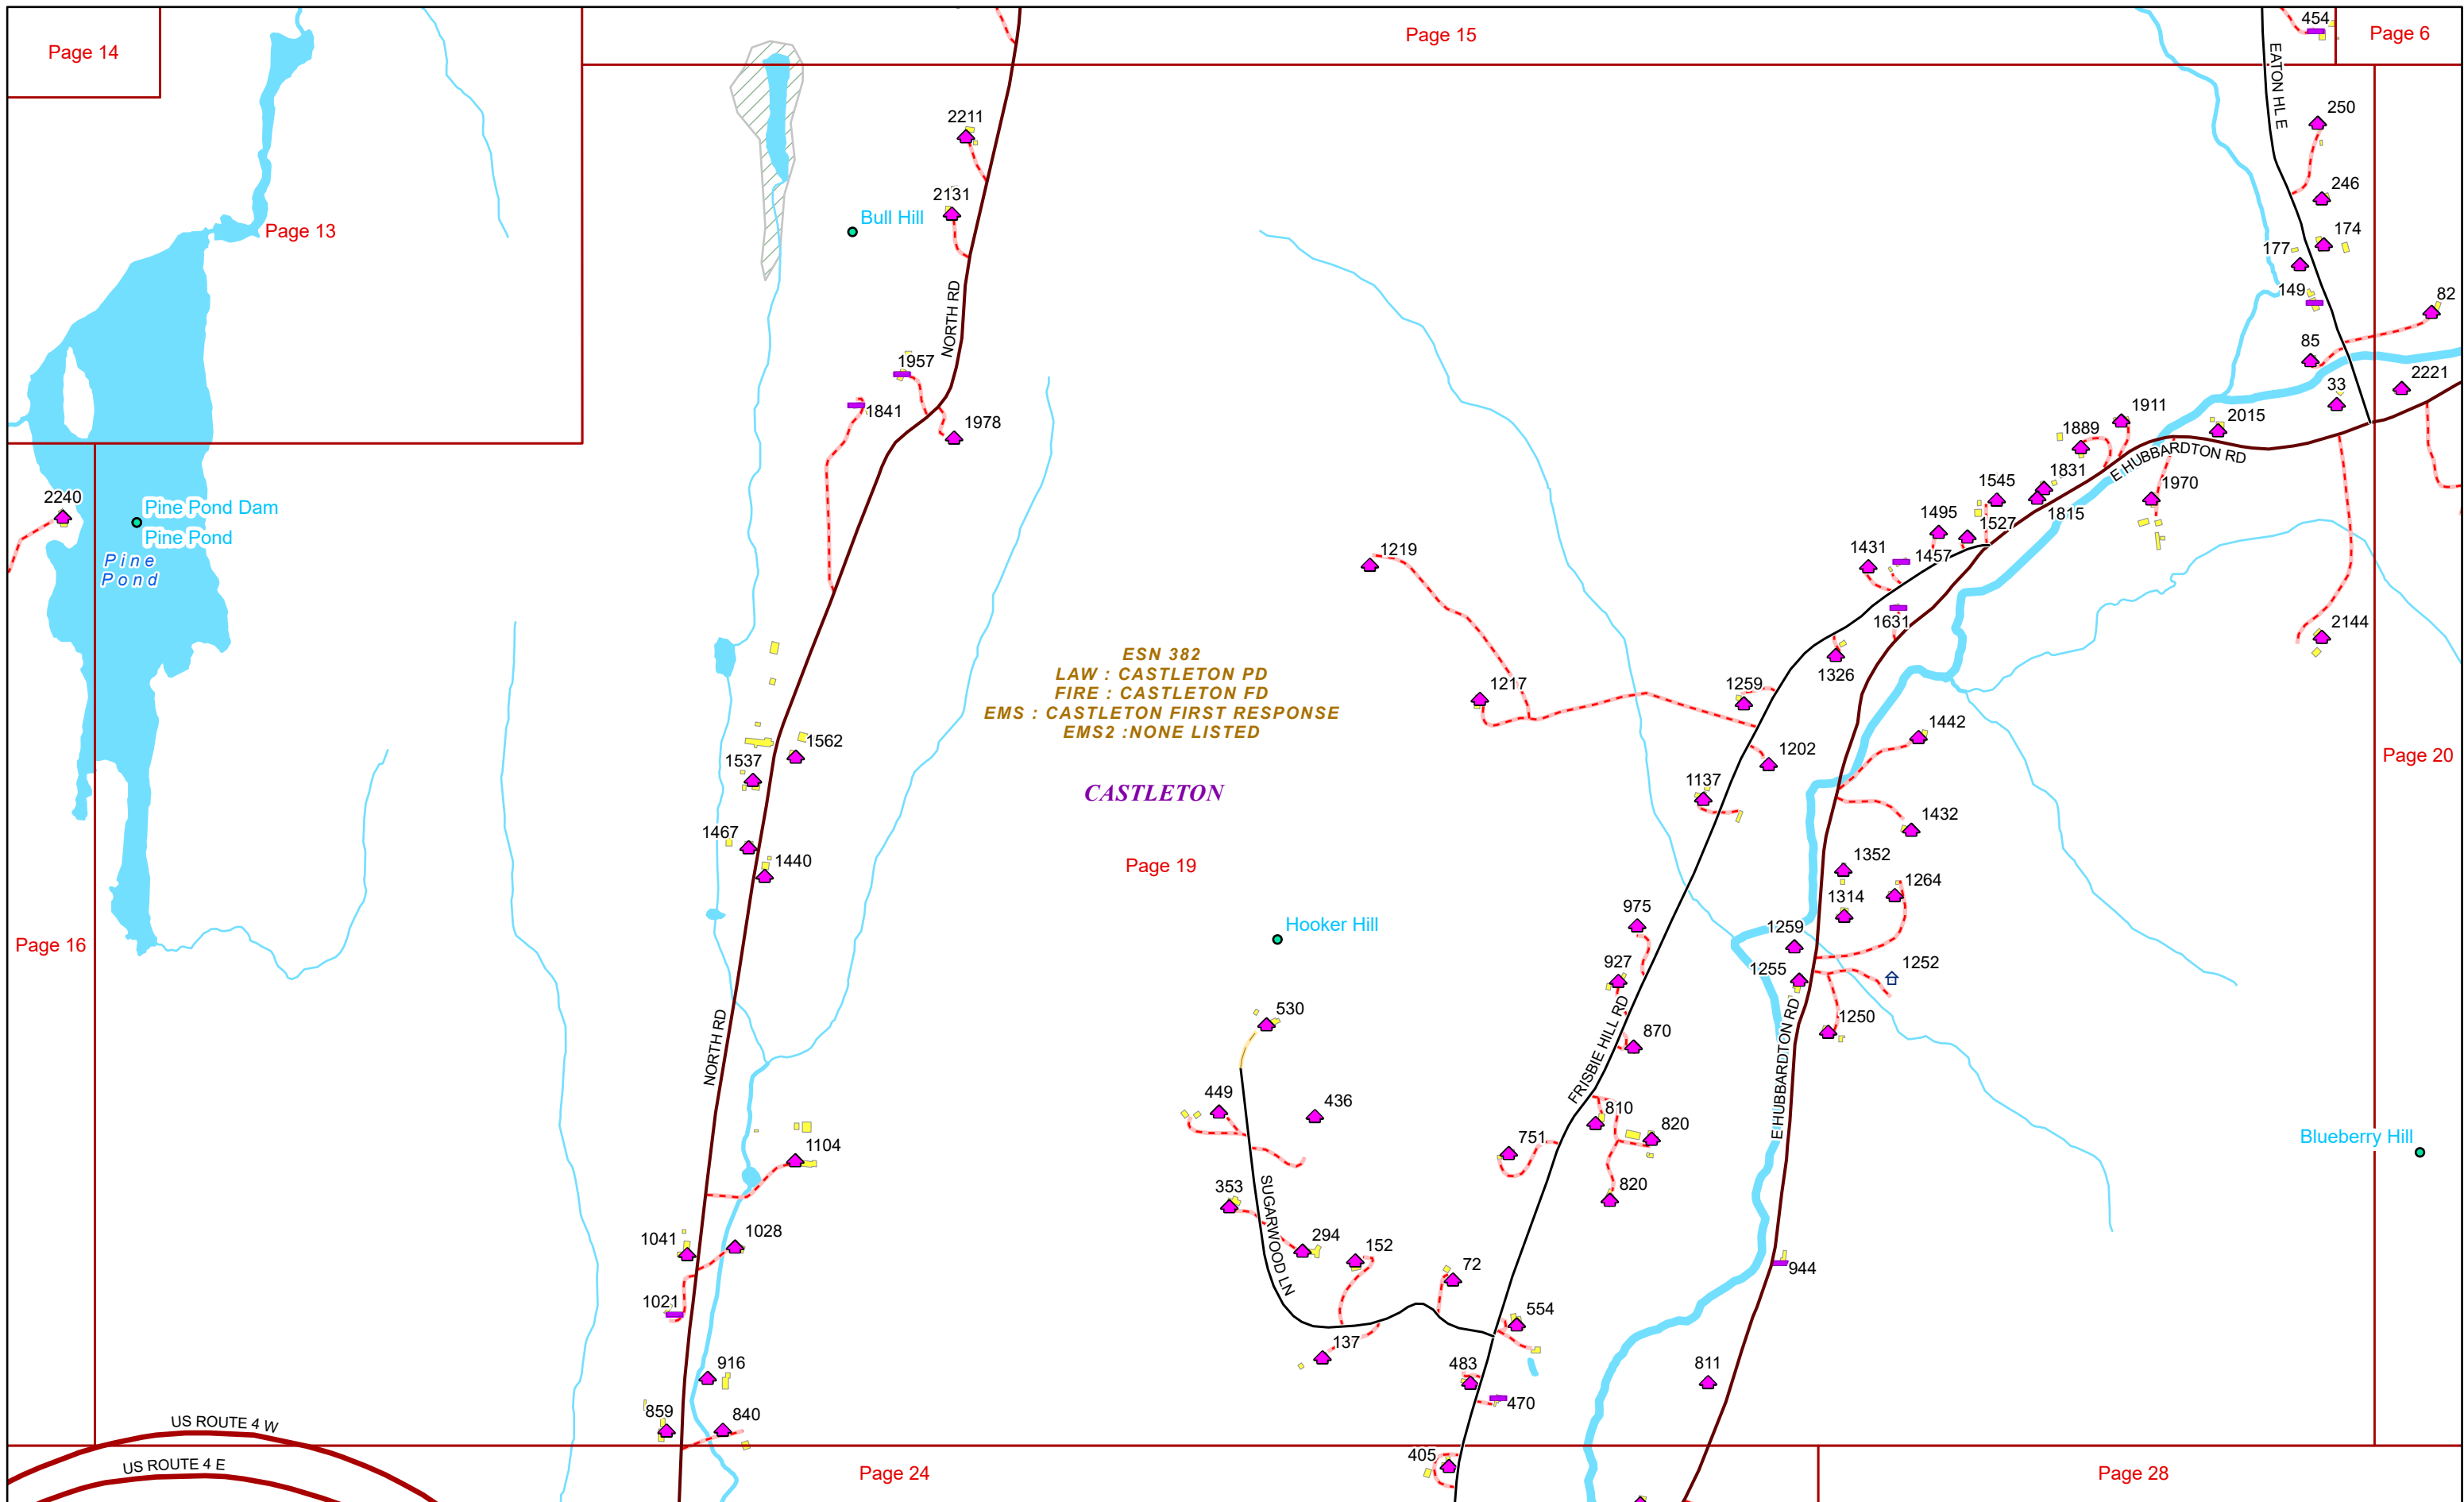 Page 14
Page 15
454
Page 6
EATON HL E
2211
250
2131
246
Bull Hill
Page 13
174
177
149
82
NORTH RD
85
1957
2221
33
1841
1978
1911
2015
1889
E HUBBARDTON RD
1831
1545
1970
2240
Pine Pond Dam
1815
1495
1527
Pine Pond
1219
1431
1457
Pine
Pond
1631
2144
ESN 382
LAW : CASTLETON PD
FIRE : CASTLETON FD
EMS : CASTLETON FIRST RESPONSE
EMS2 :NONE LISTED
1326
1217
1259
1442
1562
1537
1202
Page 20
1137
CASTLETON
1432
1467
1440
1352
Page 19
1264
1314
975
Hooker Hill
1259
Page 16
927
1255
1252
530
1250
870
NORTH RD
FRISBIE HILL RD
E HUBBARDTON RD
449
436
810
820
751
Blueberry Hill
1104
353
820
SUGARWOOD LN
1041
1028
294
152
72
944
1021
554
137
916
483
811
470
859
840
US ROUTE 4 W
405
US ROUTE 4 E
Page 24
Page 28